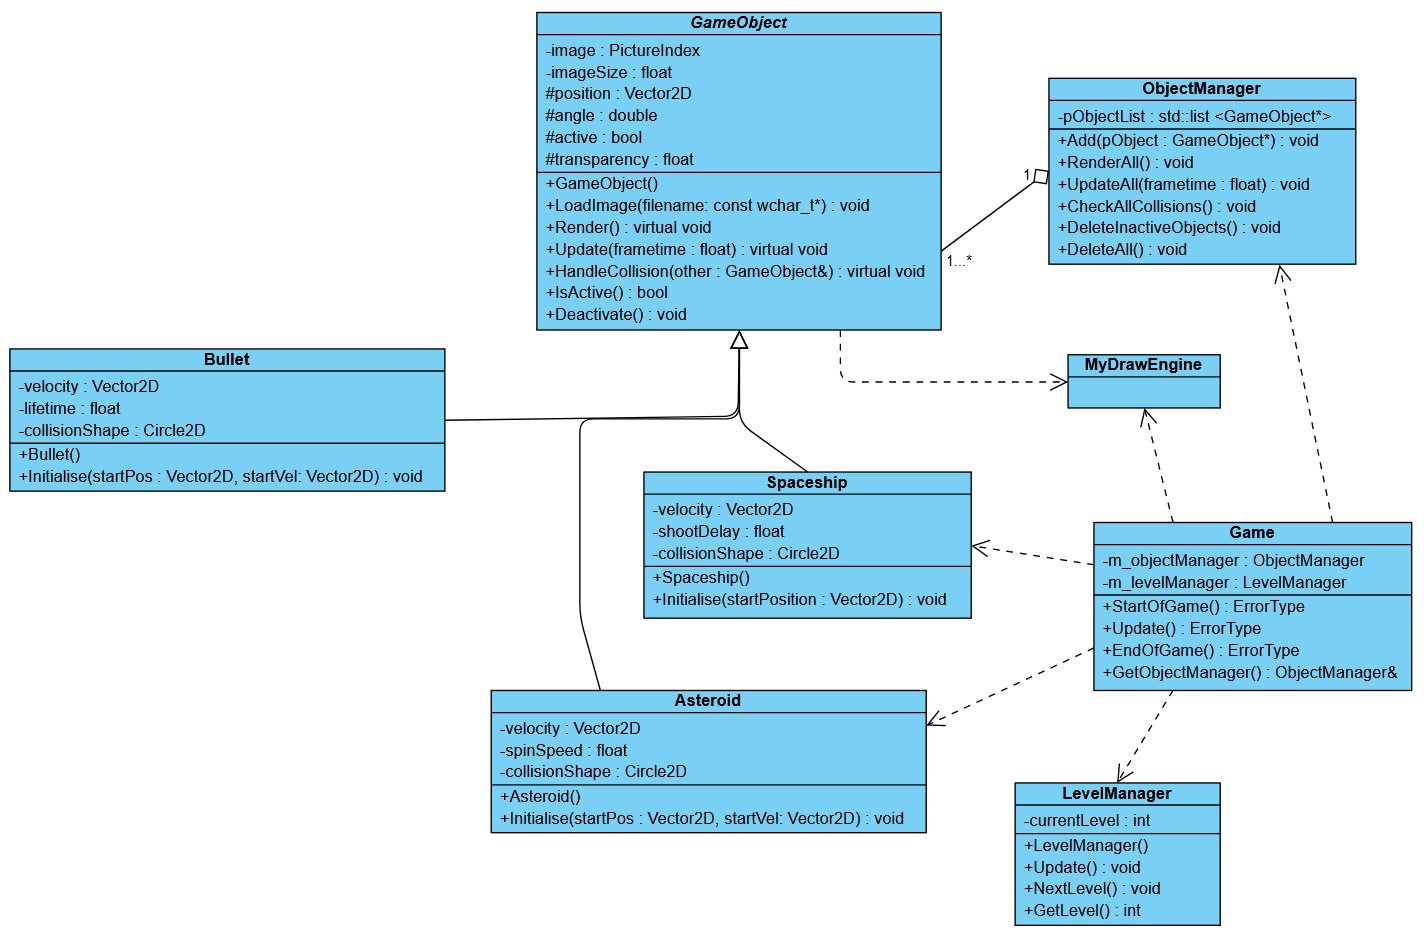 GameObject
-image : PictureIndex
-imageSize : float
#position : Vector2D
#angle : double
#active : bool
#transparency : float
+GameObject()
+LoadImage(filename: const wchar_t*) : void
+Render() : virtual void
+Update(frametime : float) : virtual void
+HandleCollision(other : GameObject&) : virtual void
+IsActive() : bool
+Deactivate() : void
ObjectManager
-pObjectList : std::list <GameObject*>
+Add(pObject : GameObject*) : void
+RenderAll() : void
+UpdateAll(frametime : float) : void
+CheckAllCollisions() : void
+DeleteInactiveObjects() : void
+DeleteAll() : void
1
1...*
Bullet
-velocity : Vector2D
-lifetime : float
-collisionShape : Circle2D
+Bullet()
+Initialise(startPos : Vector2D, startVel: Vector2D) : void
MyDrawEngine
Spaceship
-velocity : Vector2D
-shootDelay : float
-collisionShape : Circle2D
+Spaceship()
+Initialise(startPosition : Vector2D) : void
Game
-m_objectManager : ObjectManager
-m_levelManager : LevelManager
+StartOfGame() : ErrorType
+Update() : ErrorType
+EndOfGame() : ErrorType
+GetObjectManager() : ObjectManager&
Asteroid
-velocity : Vector2D
-spinSpeed : float
-collisionShape : Circle2D
+Asteroid()
+Initialise(startPos : Vector2D, startVel: Vector2D) : void
LevelManager
-currentLevel : int
+LevelManager()
+Update() : void
+NextLevel() : void
+GetLevel() : int